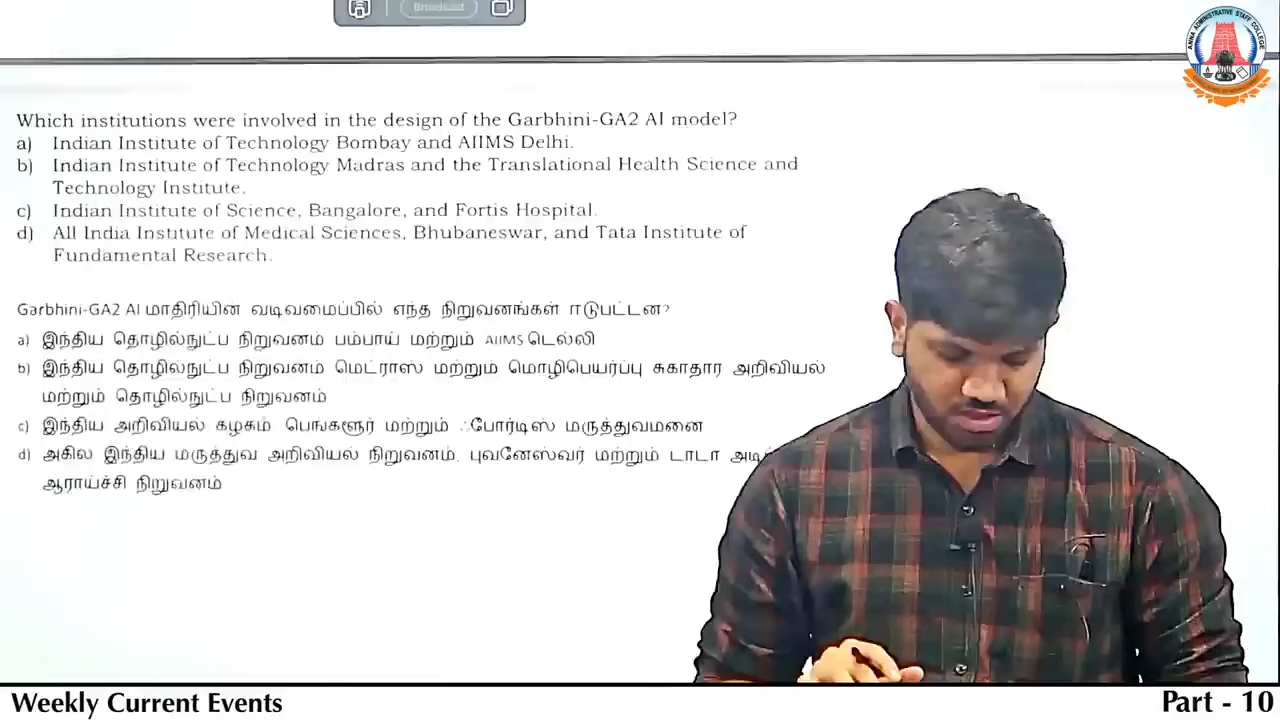 Broadcast
ANNA ADMINISTRATIVE STAFF COLLEGE
Which institutions were involved in the design of the Garbhini-GA2 AI model?
a) Indian Institute of Technology Bombay and AIIMS Delhi.
b) Indian Institute of Technology Madras and the Translational Health Science and
Technology Institute.
c) Indian Institute of Science, Bangalore, and Fortis Hospital.
d) All India Institute of Medical Sciences, Bhubaneswar, and Tata Institute of
Fundamental Research.
Garbhini-GA2 AI மாதிரியின் வடிவமைப்பில் எந்த நிறுவனங்கள் ஈடுபட்டன?
a) இந்திய தொழில்நுட்ப நிறுவனம் பம்பாய் மற்றும் AIIMS டெல்லி
b) இந்திய தொழில்நுட்ப நிறுவனம் மெட்ராஸ் மற்றும் மொழிபெயர்ப்பு சுகாதார அறிவியல்
மற்றும் தொழில்நுட்ப நிறுவனம்
c) இந்திய அறிவியல் கழகம் பெங்களூர் மற்றும் ஃபோர்டிஸ் மருத்துவமனை
d) அகில இந்திய மருத்துவ அறிவியல் நிறுவனம், புவனேஸ்வர் மற்றும் டாடா
ஆராய்ச்சி நிறுவனம்
Weekly Current Events
Part - 10